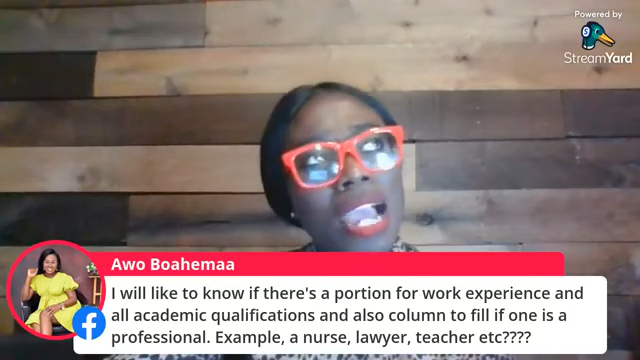 Powered by
StreamYard
Awo Boahemaa
I will like to know if there's a portion for work experience and
all academic qualifications and also column to fill if one is a
professional. Example, a nurse, lawyer, teacher etc????